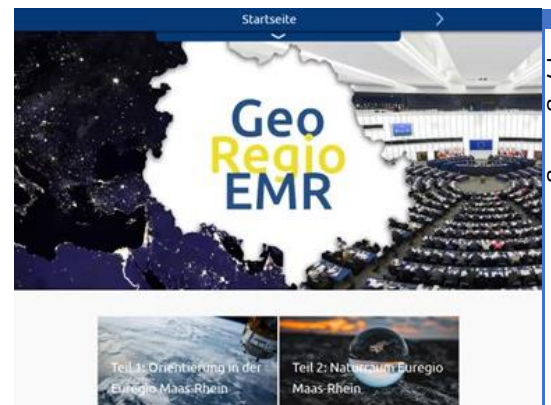 Startseite
Geo
Regio
EMR
Teil 1: Orientierung in der
Euregio Maas-Rhein
Teil 2: Naturraum Euregio
Maas-Rhein